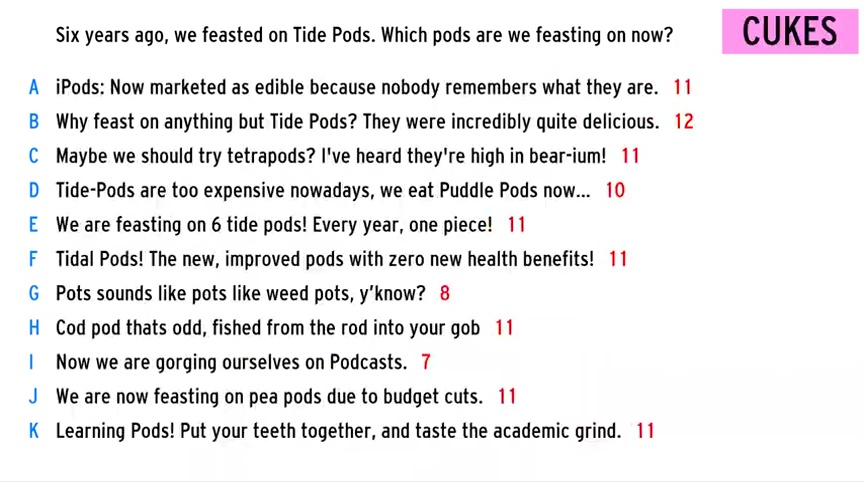 Six years ago, we feasted on Tide Pods. Which pods are we feasting on now?
CUKES
A iPods: Now marketed as edible because nobody remembers what they are. 11
B Why feast on anything but Tide Pods? They were incredibly quite delicious. 12
C Maybe we should try tetrapods? I've heard they're high in bear-ium! 11
D Tide-Pods are too expensive nowadays, we eat Puddle Pods now... 10
E We are feasting on 6 tide pods! Every year, one piece! 11
F Tidal Pods! The new, improved pods with zero new health benefits! 11
G Pots sounds like pots like weed pots, y'know? 8
H Cod pod thats odd, fished from the rod into your gob 11
I Now we are gorging ourselves on Podcasts. 7
J We are now feasting on pea pods due to budget cuts. 11
K Learning Pods! Put your teeth together, and taste the academic grind. 11